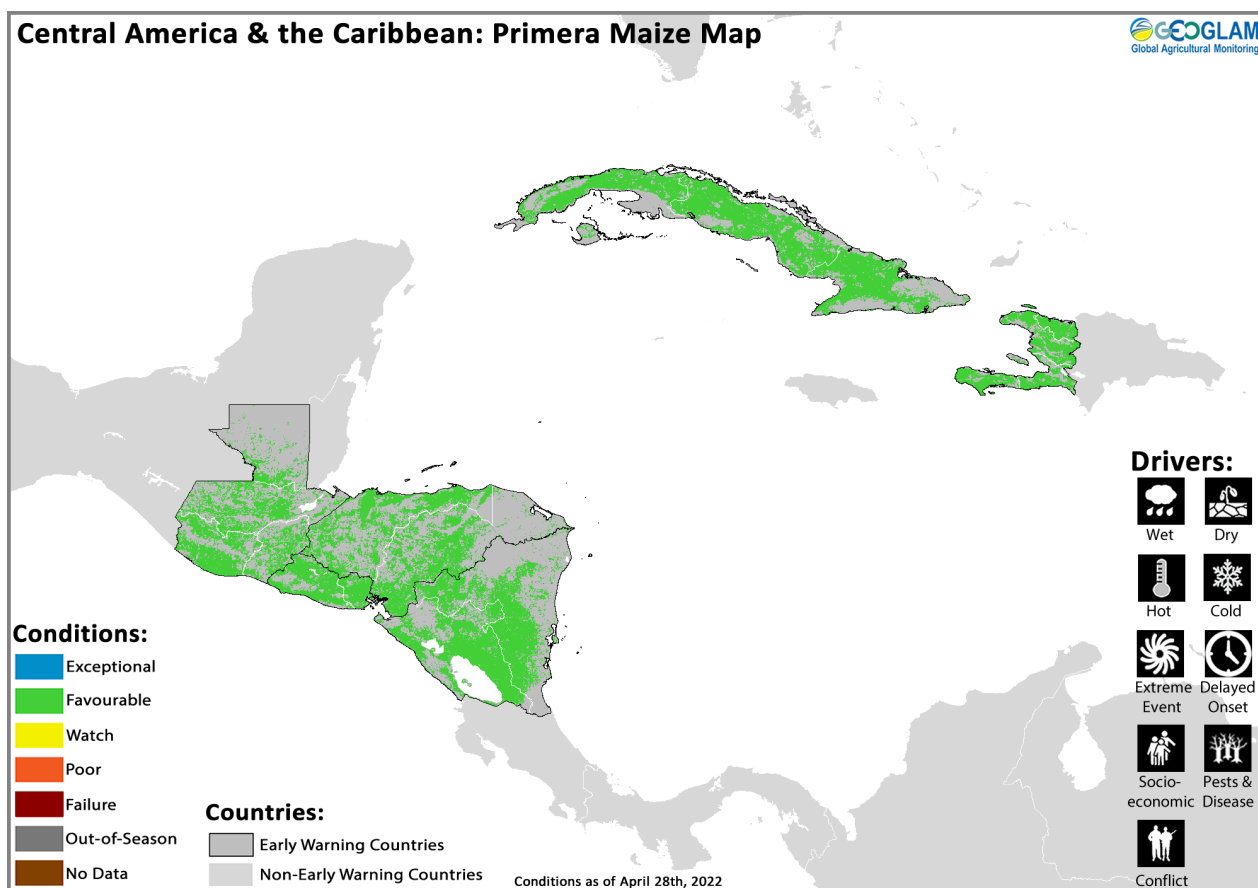 Central America & the Caribbean: Primera Maize Map
GEOGLAM
Global Agricultural Monitoring
Drivers:
Wet
Dry
Hot
Cold
Extreme
Event
Delayed
Onset
Socio-
economic
Pests &
Disease
Conflict
Conditions:
Exceptional
Favourable
Watch
Poor
Failure
Out-of-Season
No Data
Countries:
Early Warning Countries
Non-Early Warning Countries
Conditions as of April 28th, 2022